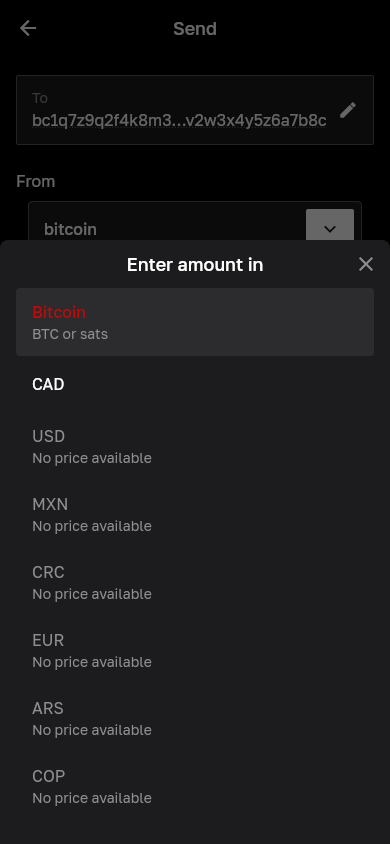 Send
To
bc1q7z9q2f4k8m3...v2w3x4y5z6a7b8c
From
bitcoin
Enter amount in
Bitcoin
BTC or sats
CAD
USD
No price available
MXN
No price available
CRC
No price available
EUR
No price available
ARS
No price available
COP
No price available